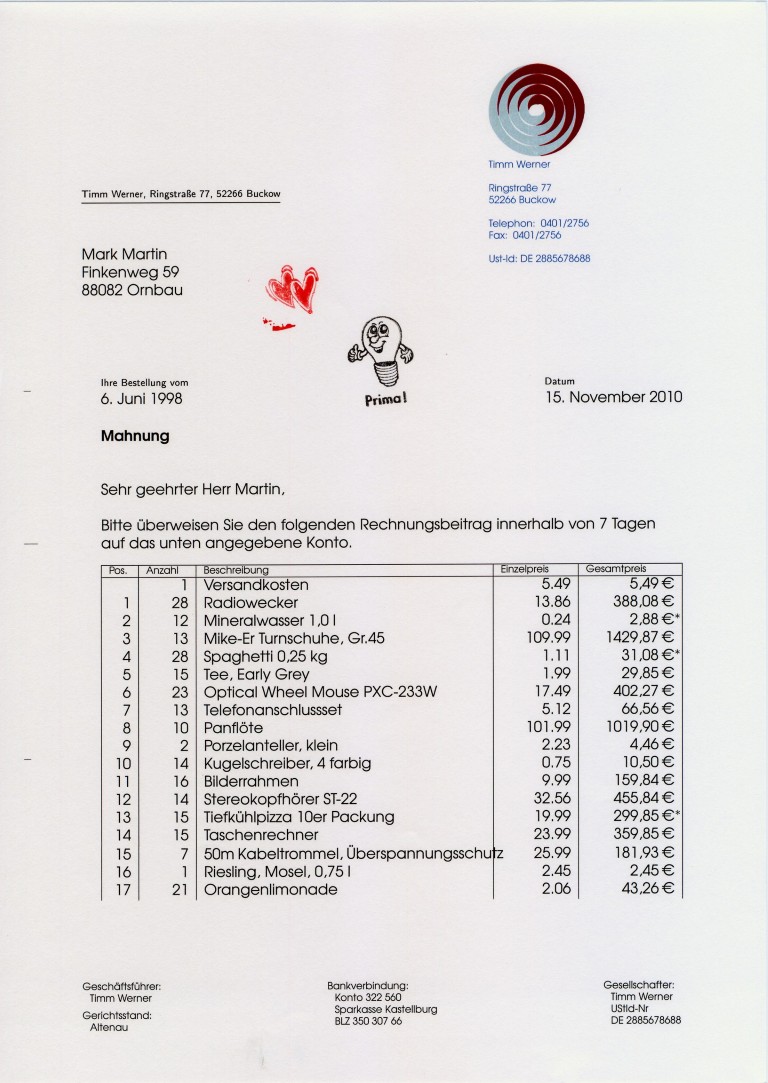 Timm Werner
Ringstraße 77
52266 Buckow
Telephon: 0401/2756
Fax: 0401/2756
Ust-Id: DE 2885678688
Timm Werner, Ringstraße 77, 52266 Buckow
Mark Martin
Finkenweg 59
88082 Ornbau
Prima!
Ihre Bestellung vom
6. Juni 1998
Datum
15. November 2010
Mahnung
Sehr geehrter Herr Martin,
Bitte überweisen Sie den folgenden Rechnungsbeitrag innerhalb von 7 Tagen
auf das unten angegebene Konto.
Pos. Anzahl Beschreibung Einzelpreis Gesamtpreis
1 Versandkosten 5.49 5,49 €
1 28 Radiowecker 13.86 388,08 €
2 12 Mineralwasser 1,0 l 0.24 2,88 €*
3 13 Mike-Er Turnschuhe, Gr.45 109.99 1429,87 €
4 28 Spaghetti 0,25 kg 1.11 31,08 €*
5 15 Tee, Early Grey 1.99 29,85 €
6 23 Optical Wheel Mouse PXC-233W 17.49 402,27 €
7 13 Telefonanschlussset 5.12 66,56 €
8 10 Panflöte 101.99 1019,90 €
9 2 Porzelanteller, klein 2.23 4,46 €
10 14 Kugelschreiber, 4 farbig 0.75 10,50 €
11 16 Bilderrahmen 9.99 159,84 €
12 14 Stereokopfhörer ST-22 32.56 455,84 €
13 15 Tiefkühlpizza 10er Packung 19.99 299,85 €*
14 15 Taschenrechner 23.99 359,85 €
15 7 50m Kabeltrommel, Überspannungsschutz 25.99 181,93 €
16 1 Riesling, Mosel, 0,75 l 2.45 2,45 €
17 21 Orangenlimonade 2.06 43,26 €
Geschäftsführer:
Timm Werner
Gerichtsstand:
Altenau
Bankverbindung:
Konto 322 560
Sparkasse Kastellburg
BLZ 350 307 66
Gesellschafter:
Timm Werner
UStId-Nr
DE 2885678688